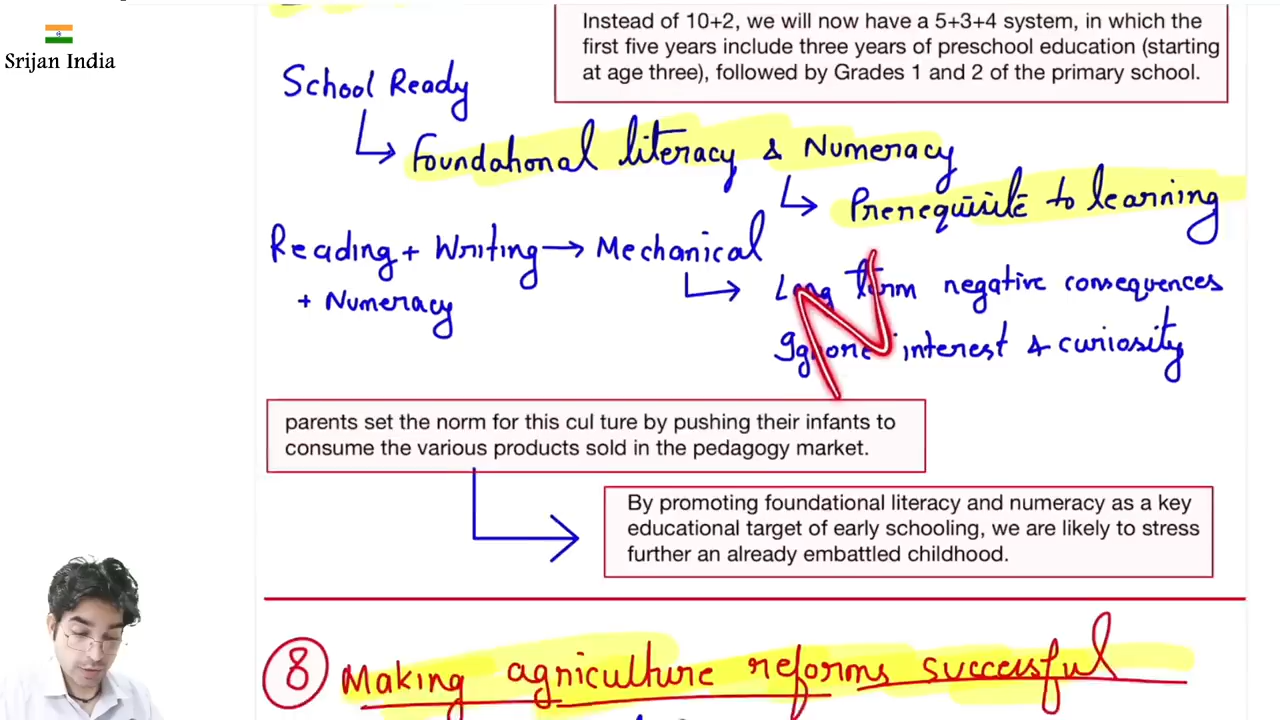 Srijan India
Instead of 10+2, we will now have a 5+3+4 system, in which the
first five years include three years of preschool education (starting
at age three), followed by Grades 1 and 2 of the primary school.
School Ready
Foundational literacy & Numeracy
Prerequisite to learning
Reading + Writing → Mechanical
+ Numeracy
Long term negative consequences
Ignore interest & curiosity
parents set the norm for this cul ture by pushing their infants to
consume the various products sold in the pedagogy market.
By promoting foundational literacy and numeracy as a key
educational target of early schooling, we are likely to stress
further an already embattled childhood.
8 Making agriculture reforms successful